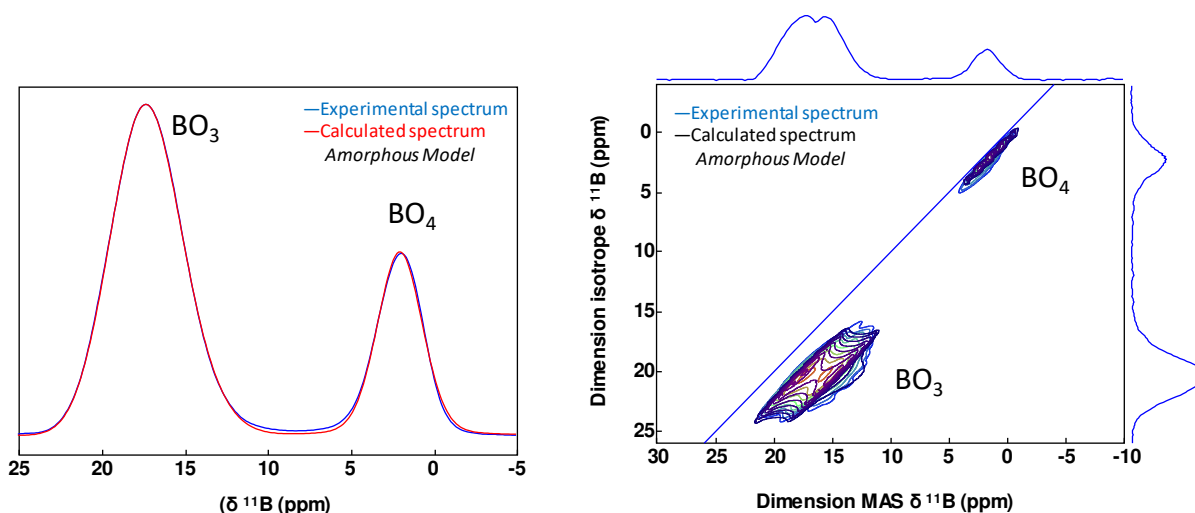 Experimental spectrum
Calculated spectrum
Amorphous Model
BO3
BO4
25 20 15 10 5 0 -5
(δ ¹¹B (ppm)
Experimental spectrum
Calculated spectrum
Amorphous Model
BO4
BO3
0
5
10
15
20
25
Dimension isotrope δ ¹¹B (ppm)
30 25 20 15 10 5 0 -5 -10
Dimension MAS δ ¹¹B (ppm)